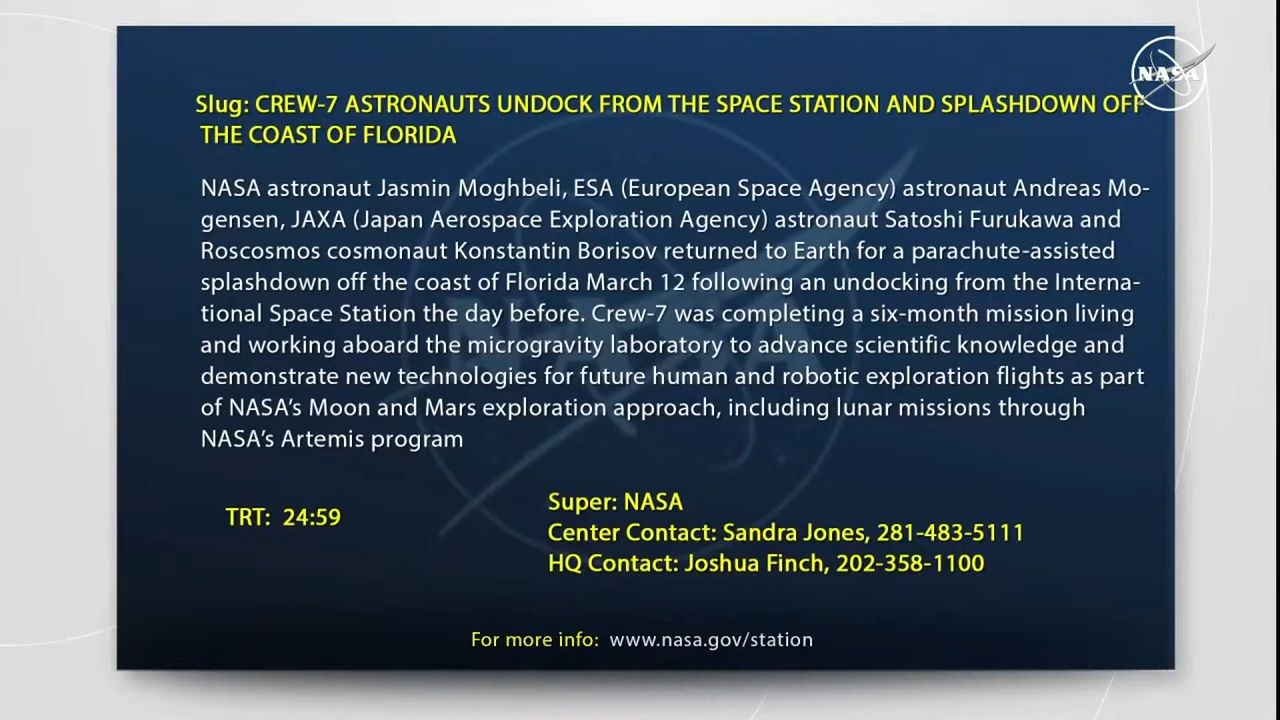 NASA
Slug: CREW-7 ASTRONAUTS UNDOCK FROM THE SPACE STATION AND SPLASHDOWN OFF
THE COAST OF FLORIDA
NASA astronaut Jasmin Moghbeli, ESA (European Space Agency) astronaut Andreas Mo-
gensen, JAXA (Japan Aerospace Exploration Agency) astronaut Satoshi Furukawa and
Roscosmos cosmonaut Konstantin Borisov returned to Earth for a parachute-assisted
splashdown off the coast of Florida March 12 following an undocking from the Interna-
tional Space Station the day before. Crew-7 was completing a six-month mission living
and working aboard the microgravity laboratory to advance scientific knowledge and
demonstrate new technologies for future human and robotic exploration flights as part
of NASA’s Moon and Mars exploration approach, including lunar missions through
NASA’s Artemis program
TRT: 24:59
Super: NASA
Center Contact: Sandra Jones, 281-483-5111
HQ Contact: Joshua Finch, 202-358-1100
For more info: www.nasa.gov/station